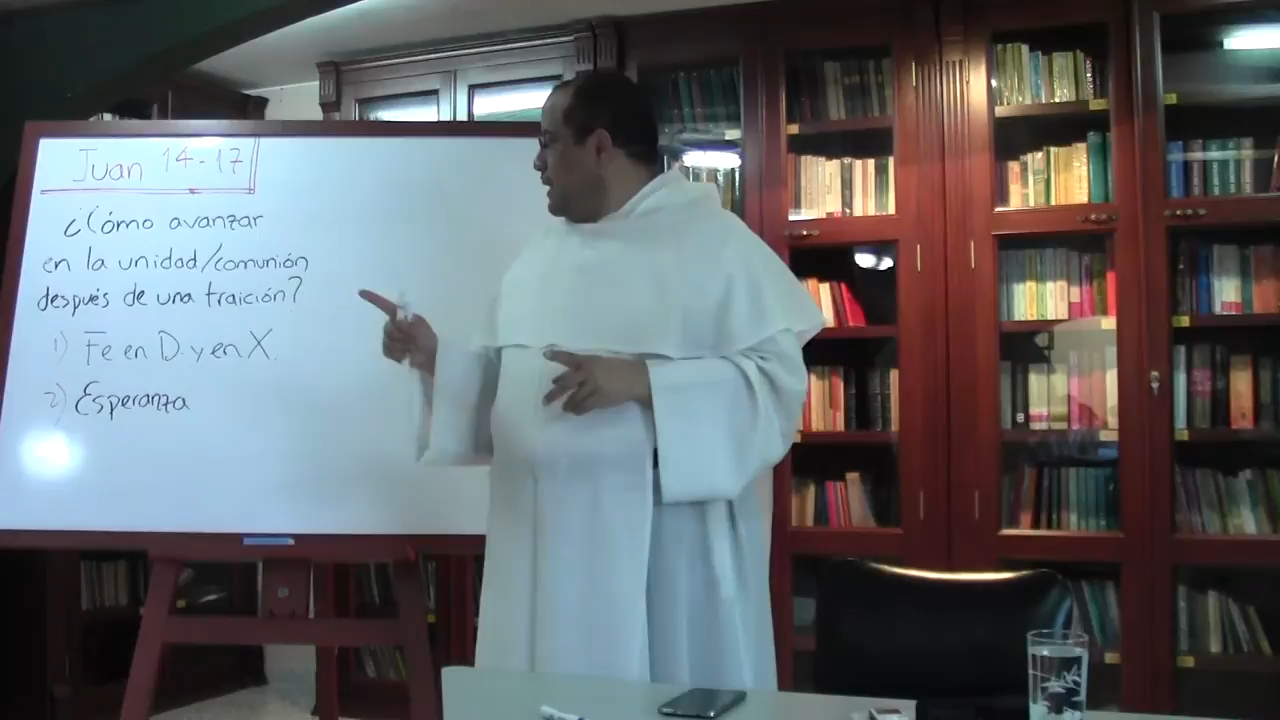 Juan 14-17
¿Cómo avanzar
en la unidad/comunión
después de una traición?
1) Fe en D. y en X.
2) Esperanza